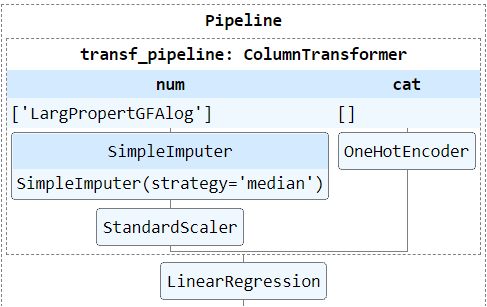 Pipeline
transf_pipeline: ColumnTransformer
num
cat
['LargPropertGFAlog']
[]
SimpleImputer
OneHotEncoder
SimpleImputer(strategy='median')
StandardScaler
LinearRegression